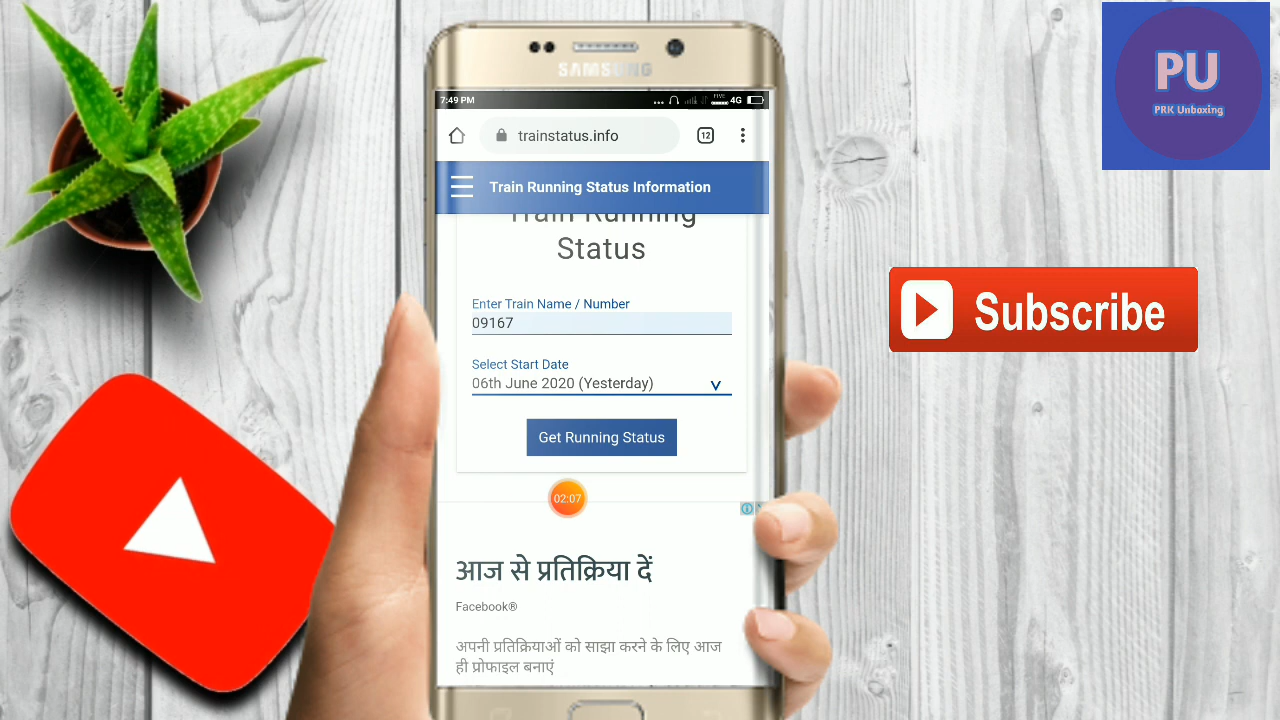 SAMSUNG
7:49 PM
4G
trainstatus.info
12
Train Running Status Information
Train Running
Status
Enter Train Name / Number
09167
Select Start Date
06th June 2020 (Yesterday)
Get Running Status
02:07
आज से प्रतिक्रिया दें
Facebook®
अपनी प्रतिक्रियाओं को साझा करने के लिए आज
ही प्रोफाइल बनाएं
PU
PRK Unboxing
Subscribe